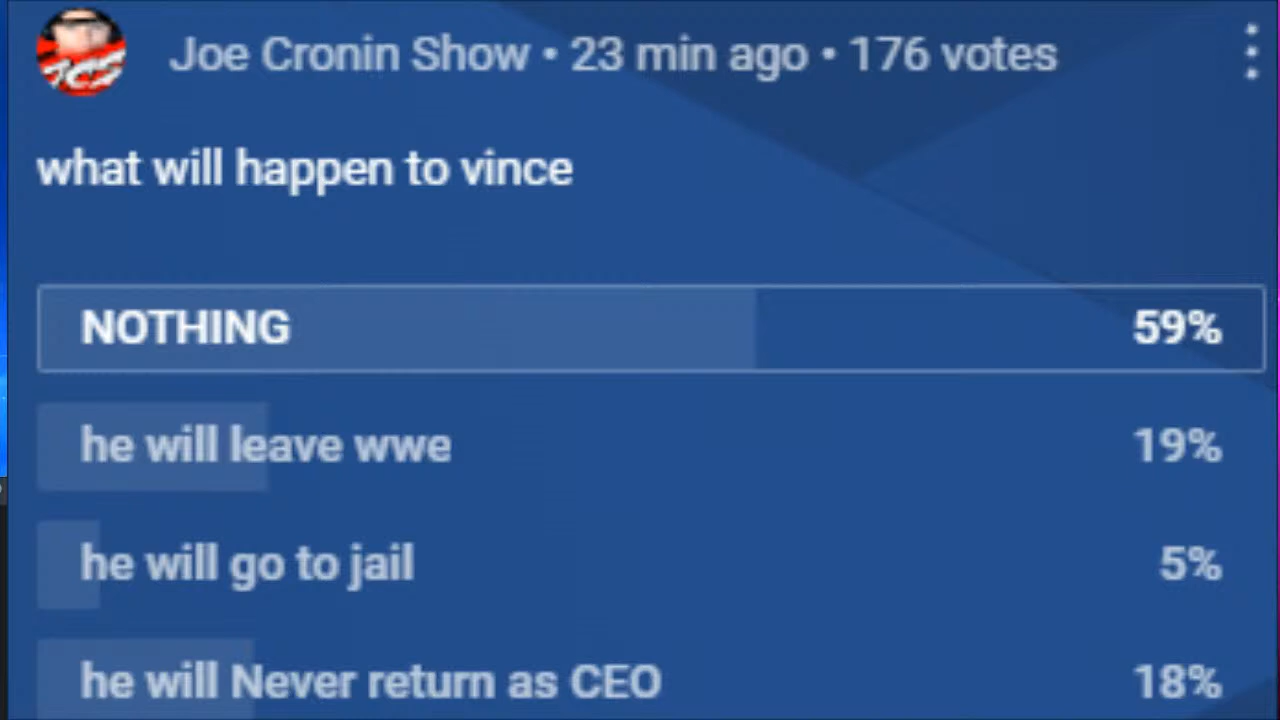 Joe Cronin Show • 23 min ago • 176 votes
what will happen to vince
NOTHING 59%
he will leave wwe 19%
he will go to jail 5%
he will Never return as CEO 18%